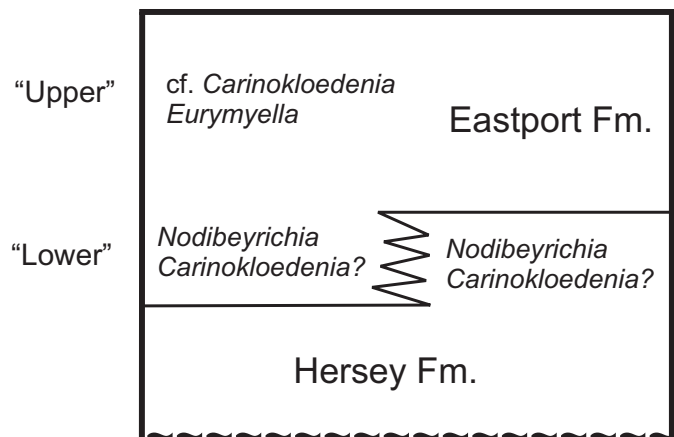 “Upper”
cf. Carinokloedenia
Eurymyella
Eastport Fm.
“Lower”
Nodibeyrichia
Carinokloedenia?
Nodibeyrichia
Carinokloedenia?
Hersey Fm.